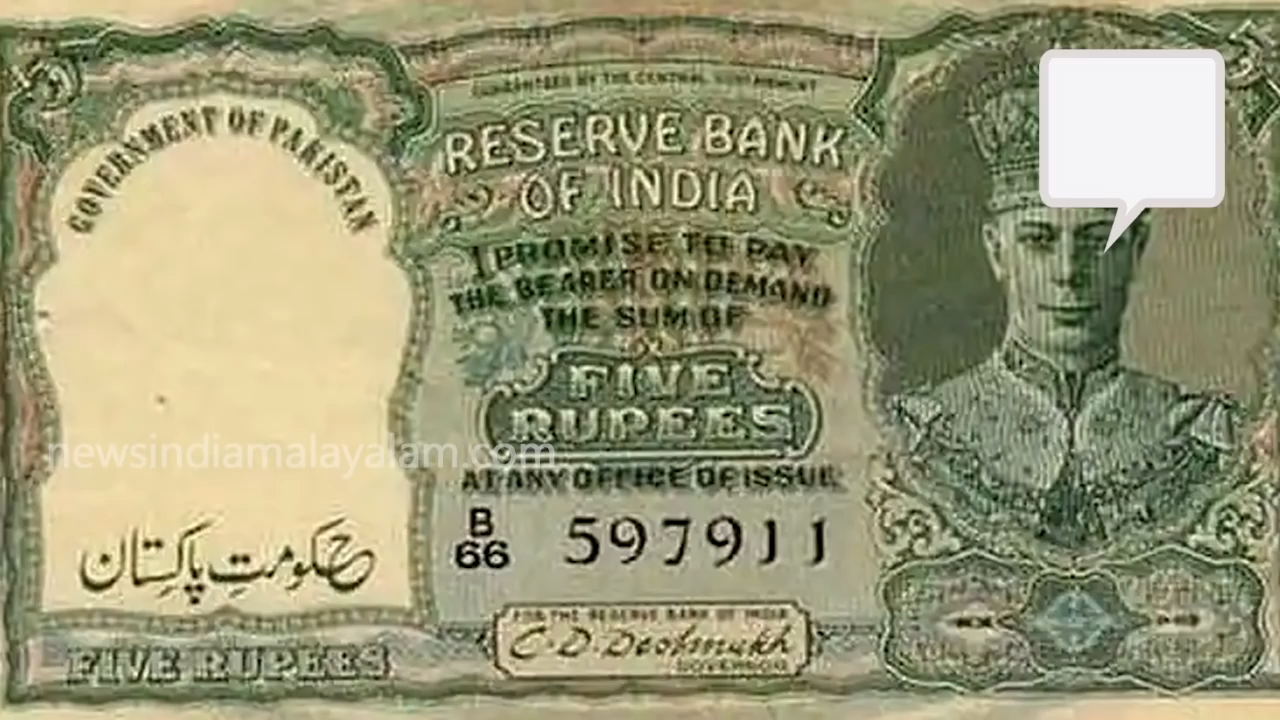 GUARANTEED BY THE CENTRAL GOVERNMENT
GOVERNMENT OF PAKISTAN
RESERVE BANK
OF INDIA
I PROMISE TO PAY
THE BEARER ON DEMAND
THE SUM OF
FIVE
RUPEES
AT ANY OFFICE OF ISSUE
newsindiamalayalam.com
B
66
597911
حکومتِ پاکستان
FOR THE RESERVE BANK OF INDIA
C. D. Deshmukh
GOVERNOR
FIVE RUPEES
5